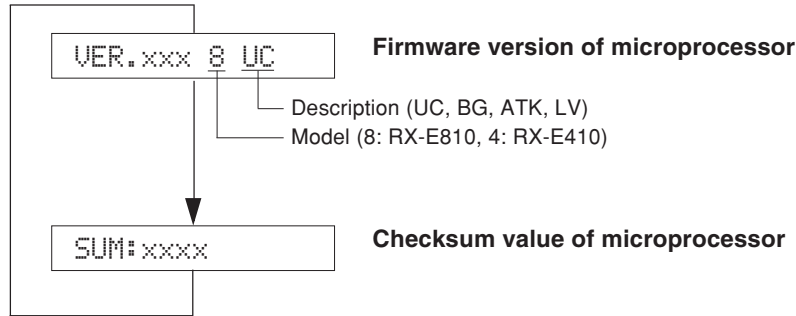 VER.xxx 8 UC
Firmware version of microprocessor
Description (UC, BG, ATK, LV)
Model (8: RX-E810, 4: RX-E410)
SUM:xxxx
Checksum value of microprocessor